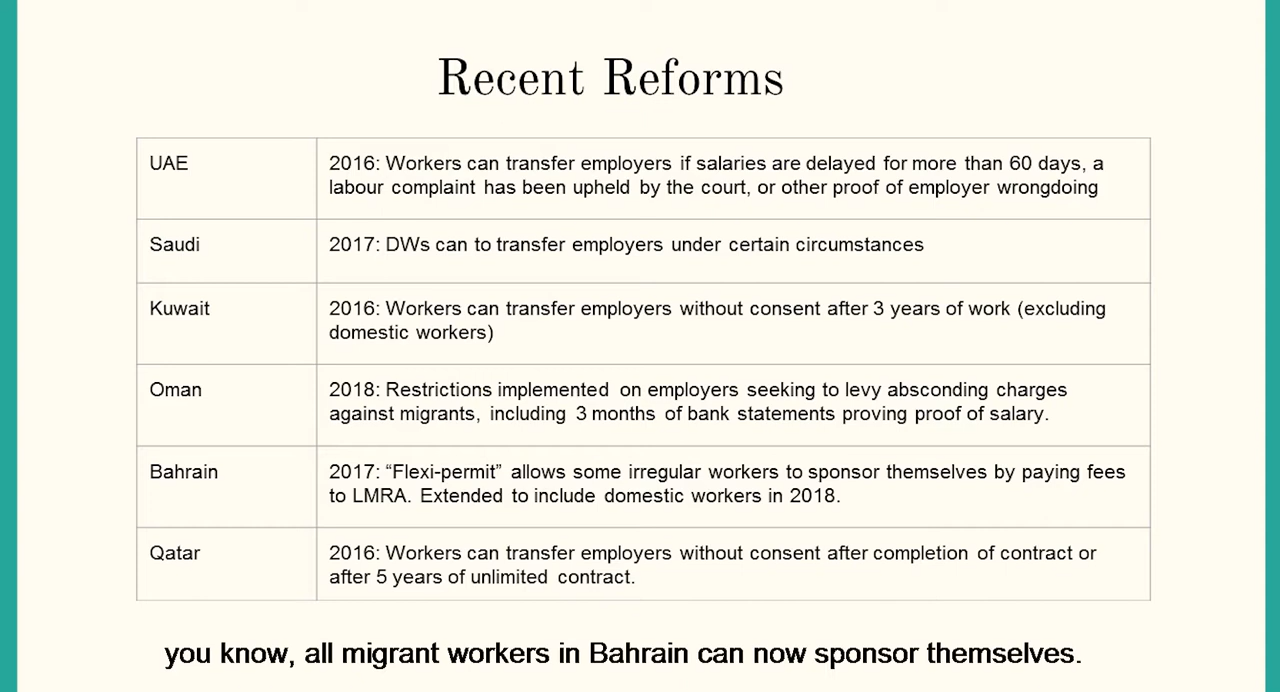 Recent Reforms
UAE
2016: Workers can transfer employers if salaries are delayed for more than 60 days, a
labour complaint has been upheld by the court, or other proof of employer wrongdoing
Saudi
2017: DWs can to transfer employers under certain circumstances
Kuwait
2016: Workers can transfer employers without consent after 3 years of work (excluding
domestic workers)
Oman
2018: Restrictions implemented on employers seeking to levy absconding charges
against migrants, including 3 months of bank statements proving proof of salary.
Bahrain
2017: “Flexi-permit” allows some irregular workers to sponsor themselves by paying fees
to LMRA. Extended to include domestic workers in 2018.
Qatar
2016: Workers can transfer employers without consent after completion of contract or
after 5 years of unlimited contract.
you know, all migrant workers in Bahrain can now sponsor themselves.